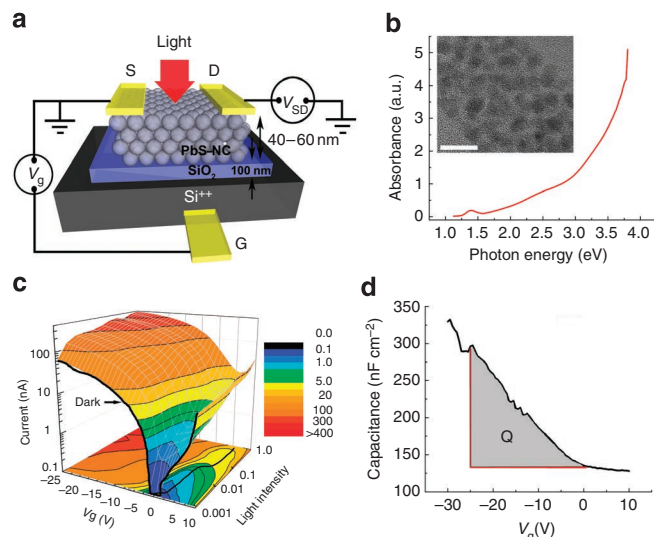 a
Light
S
D
V_SD
40–60 nm
PbS-NC
SiO₂
100 nm
V_g
Si⁺⁺
G
b
Absorbance (a.u.)
5
4
3
2
1
0
1.0 1.5 2.0 2.5 3.0 3.5 4.0
Photon energy (eV)
c
Current (nA)
100
10
1
0.1
Dark
0.0
0.1
1.0
5.0
20
100
300
>400
−25
−20
−15
−10
−5
0
5
10
Vg (V)
1.0
0.1
0.01
0.001
Light intensity
d
Capacitance (nF cm⁻²)
350
300
250
200
150
100
Q
−30 −20 −10 0 10
V_g(V)